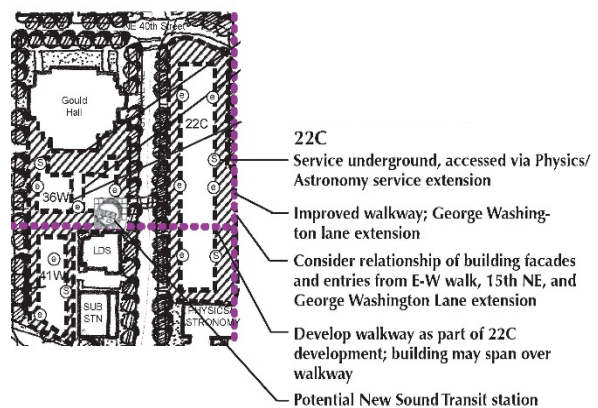 NE 40th Street
Gould
Hall
22C
36W
LDS
41W
SUB
STN
PHYSICS/
ASTRONOMY
22C
Service underground, accessed via Physics/
Astronomy service extension
Improved walkway; George Washing-
ton lane extension
Consider relationship of building facades
and entries from E-W walk, 15th NE, and
George Washington Lane extension
Develop walkway as part of 22C
development; building may span over
walkway
Potential New Sound Transit station